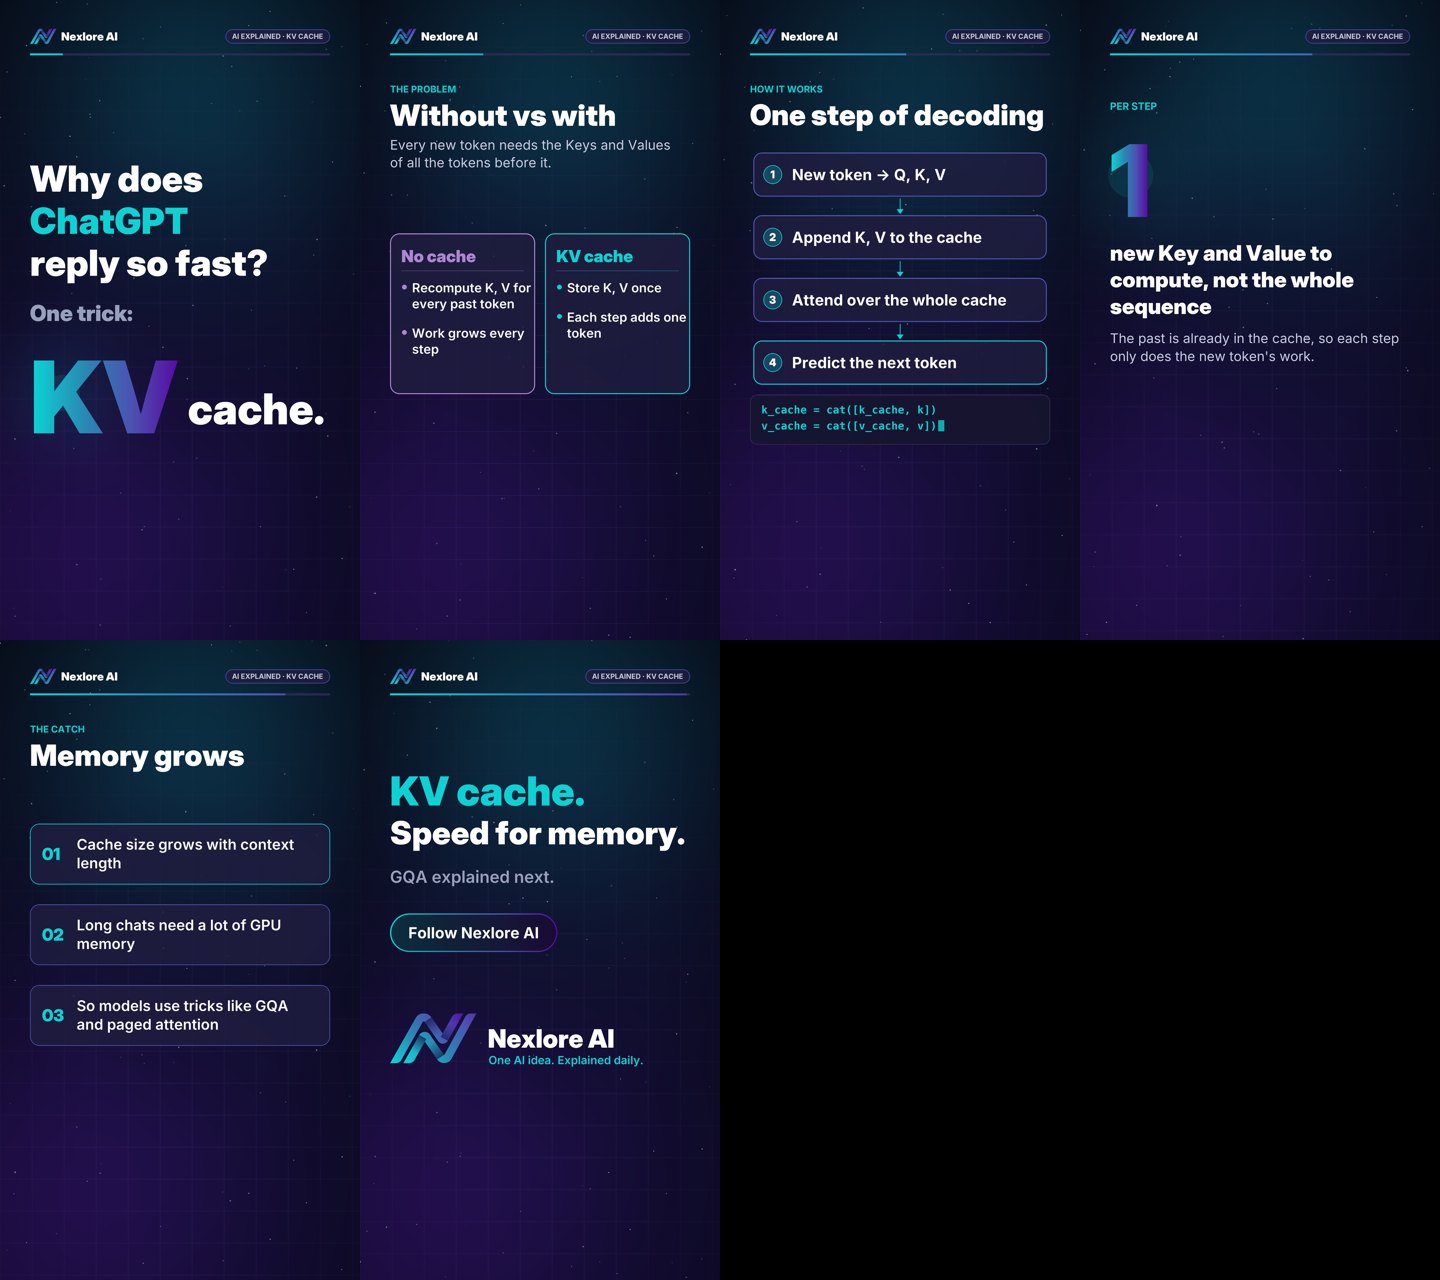 Nexlore AI
AI EXPLAINED · KV CACHE
Why does
ChatGPT
reply so fast?
One trick:
KV cache.
Nexlore AI
AI EXPLAINED · KV CACHE
THE PROBLEM
Without vs with
Every new token needs the Keys and Values
of all the tokens before it.
No cache
• Recompute K, V for
every past token
• Work grows every
step
KV cache
• Store K, V once
• Each step adds one
token
Nexlore AI
AI EXPLAINED · KV CACHE
HOW IT WORKS
One step of decoding
1 New token → Q, K, V
2 Append K, V to the cache
3 Attend over the whole cache
4 Predict the next token
k_cache = cat([k_cache, k])
v_cache = cat([v_cache, v])
Nexlore AI
AI EXPLAINED · KV CACHE
PER STEP
1
new Key and Value to
compute, not the whole
sequence
The past is already in the cache, so each step
only does the new token's work.
Nexlore AI
AI EXPLAINED · KV CACHE
THE CATCH
Memory grows
01 Cache size grows with context
length
02 Long chats need a lot of GPU
memory
03 So models use tricks like GQA
and paged attention
Nexlore AI
AI EXPLAINED · KV CACHE
KV cache.
Speed for memory.
GQA explained next.
Follow Nexlore AI
Nexlore AI
One AI idea. Explained daily.